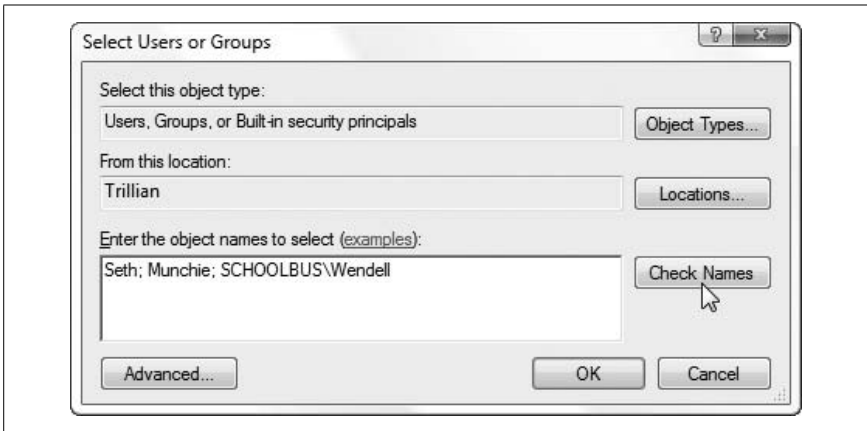 Select Users or Groups
Select this object type:
Users, Groups, or Built-in security principals
Object Types...
From this location:
Trillian
Locations...
Enter the object names to select (examples):
Seth; Munchie; SCHOOLBUS\Wendell
Check Names
Advanced...
OK
Cancel